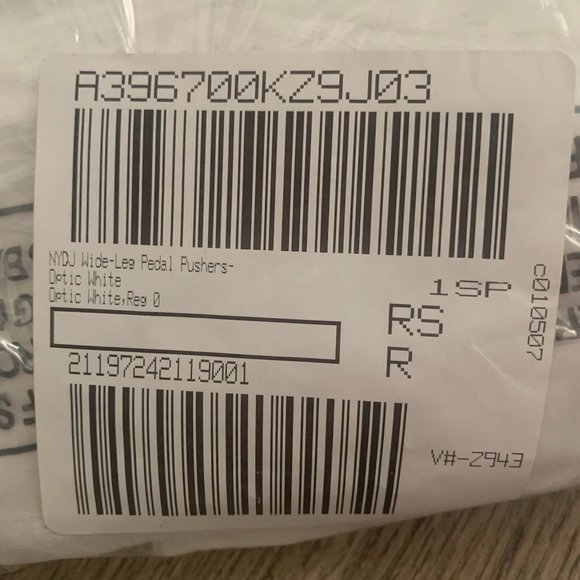 A396700KZ9J03
NYDJ Wide-Leg Pedal Pushers-
Optic White
Optic White,Reg 0
1SP
RS
R
c010507
21197242119001
V#-Z943